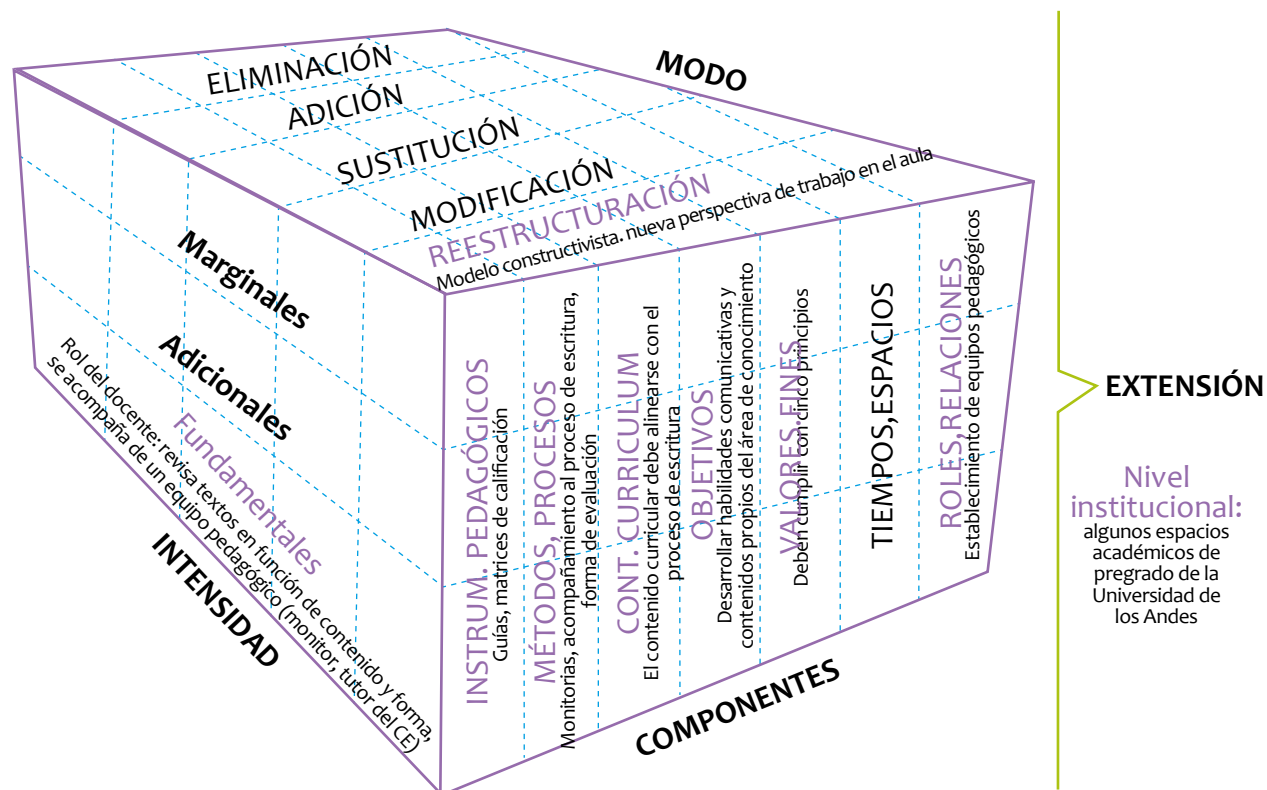 ELIMINACIÓN
ADICIÓN
SUSTITUCIÓN
MODIFICACIÓN
REESTRUCTURACIÓN
Modelo constructivista. nueva perspectiva de trabajo en el aula
MODO
Marginales
Adicionales
Fundamentales
Rol del docente: revisa textos en función de contenido y forma,
se acompaña de un equipo pedagógico (monitor, tutor del CE)
INTENSIDAD
INSTRUM. PEDAGÓGICOS
Guías, matrices de calificación
MÉTODOS, PROCESOS
Monitorias, acompañamiento al proceso de escritura,
forma de evaluación
CONT. CURRICULUM
El contenido curricular debe alinearse con el
proceso de escritura
OBJETIVOS
Desarrollar habilidades comunicativas y
contenidos propios del área de conocimiento
VALORES.FINES
Deben cumplir con cinco principios
TIEMPOS,ESPACIOS
ROLES,RELACIONES
Establecimiento de equipos pedagógicos
COMPONENTES
EXTENSIÓN
Nivel
institucional:
algunos espacios
académicos de
pregrado de la
Universidad de
los Andes